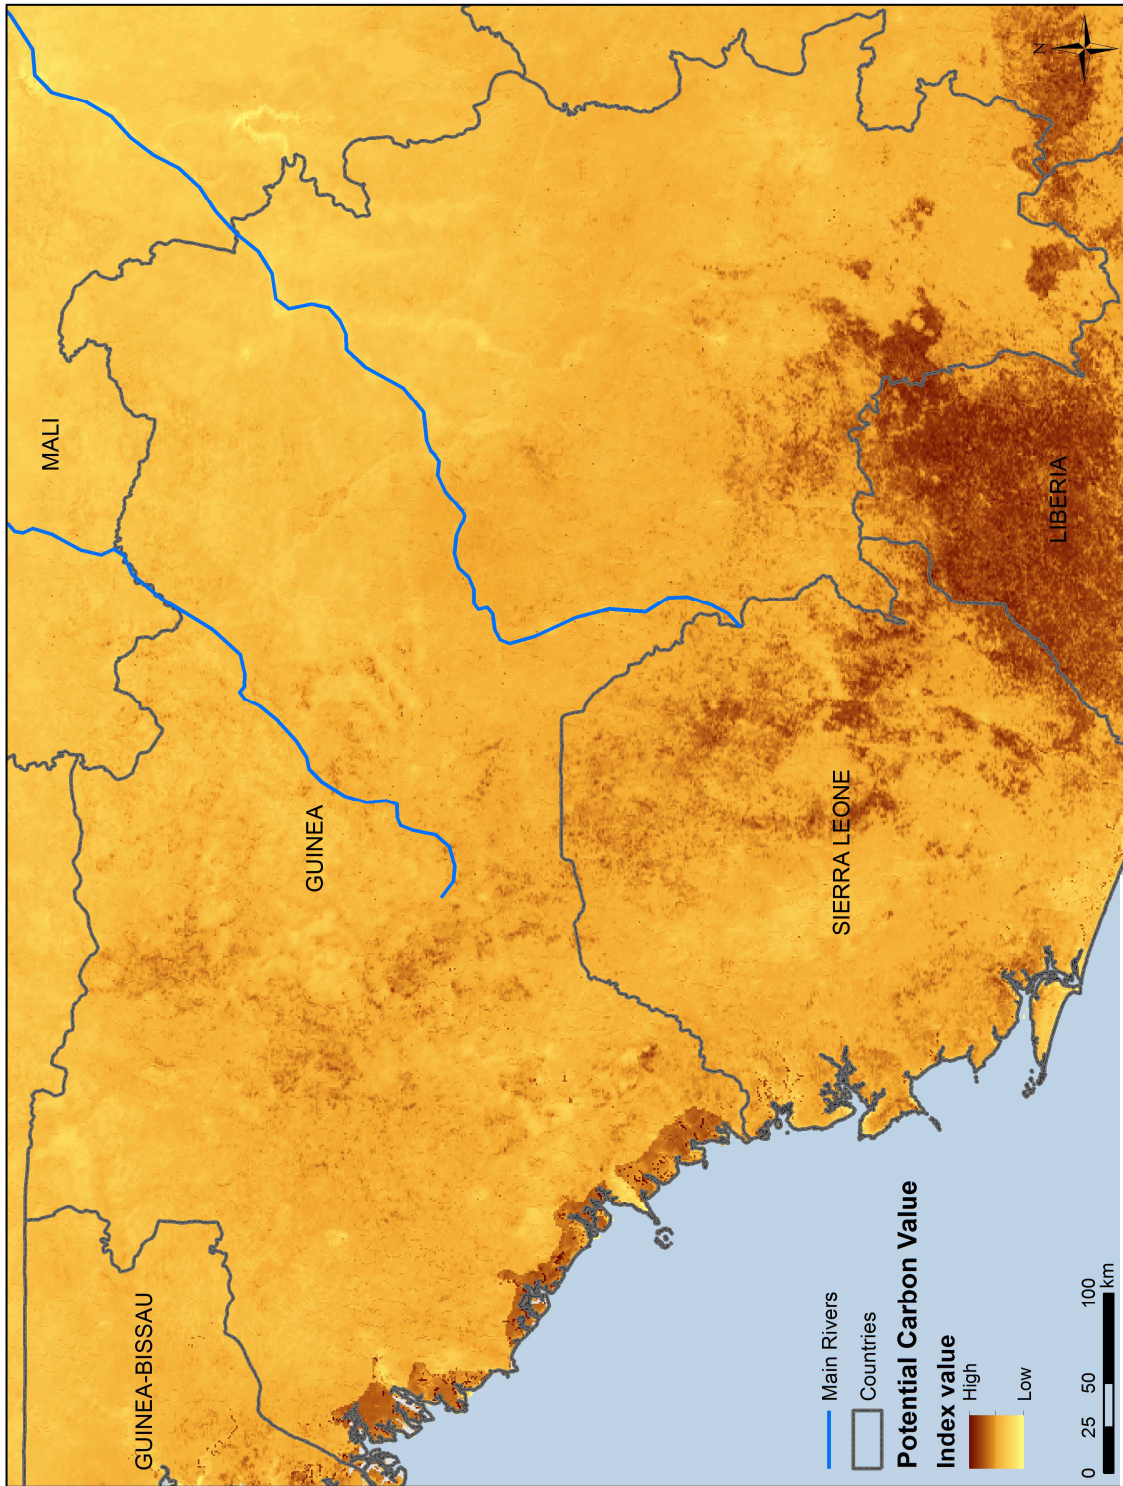 MALI
GUINEA
GUINEA-BISSAU
SIERRA LEONE
LIBERIA
N
Main Rivers
Countries
Potential Carbon Value
Index value
High
Low
0 25 50 100
km